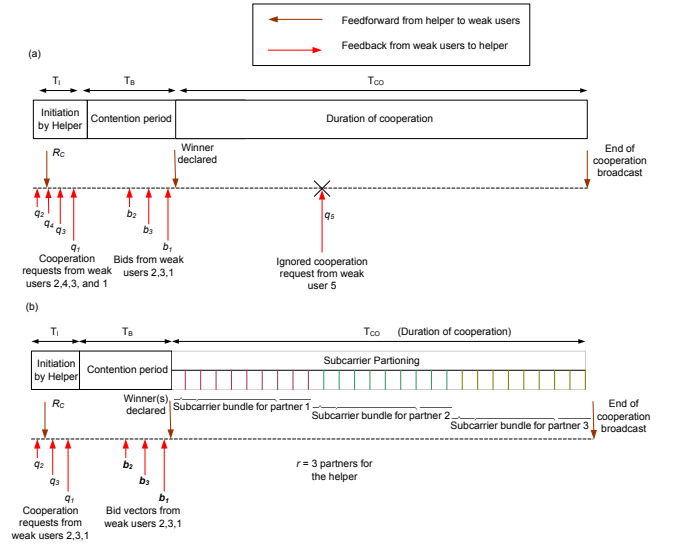 Feedforward from helper to weak users
Feedback from weak users to helper
(a)
TI
TB
TCO
Initiation
by Helper
Contention period
Duration of cooperation
RC
Winner
declared
End of
cooperation
broadcast
q2
q4
q3
q1
b2
b3
b1
q5
Cooperation
requests from weak
users 2,4,3, and 1
Bids from weak
users 2,3,1
Ignored cooperation
request from weak
user 5
(b)
TI
TB
TCO (Duration of cooperation)
Initiation
by Helper
Contention period
Subcarrier Partioning
RC
Winner(s)
declared
Subcarrier bundle for partner 1
Subcarrier bundle for partner 2
Subcarrier bundle for partner 3
End of
cooperation
broadcast
q2
q3
q1
b2
b3
b1
r = 3 partners for
the helper
Cooperation
requests from
weak users 2,3,1
Bid vectors from
weak users 2,3,1